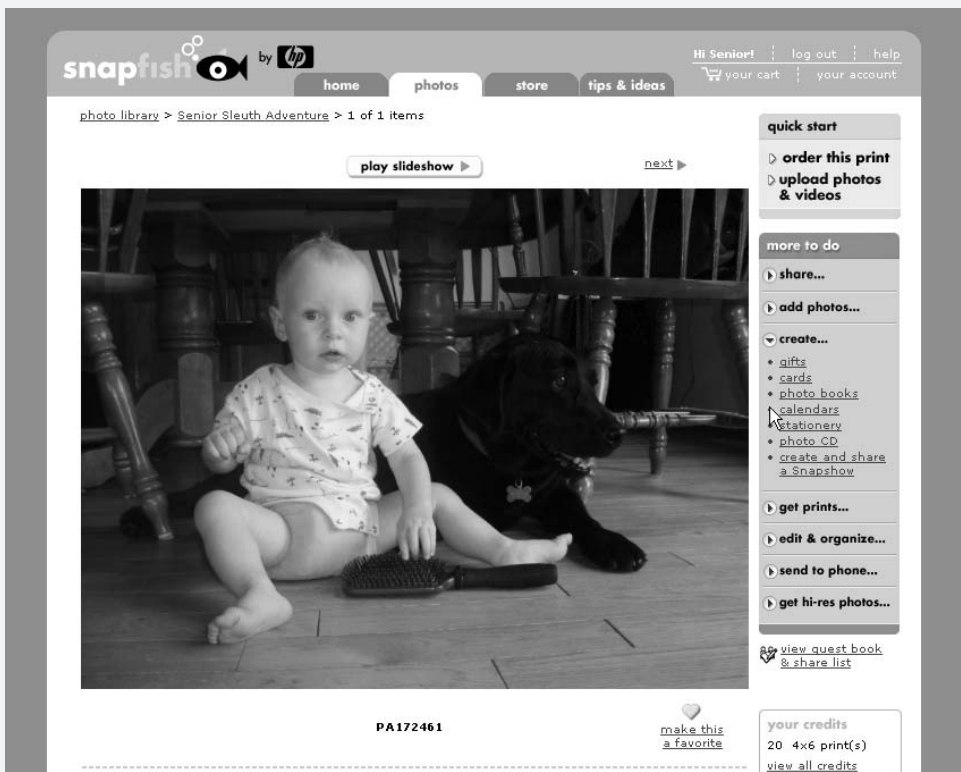 snapfish by hp
Hi Senior! log out help
your cart your account
home photos store tips & ideas
photo library > Senior Sleuth Adventure > 1 of 1 items
play slideshow
next
quick start
order this print
upload photos
& videos
more to do
share...
add photos...
create...
gifts
cards
photo books
calendars
stationery
photo CD
create and share
a Snapshow
get prints...
edit & organize...
send to phone...
get hi-res photos...
view guest book
& share list
PA172461
make this
a favorite
your credits
20 4x6 print(s)
view all credits